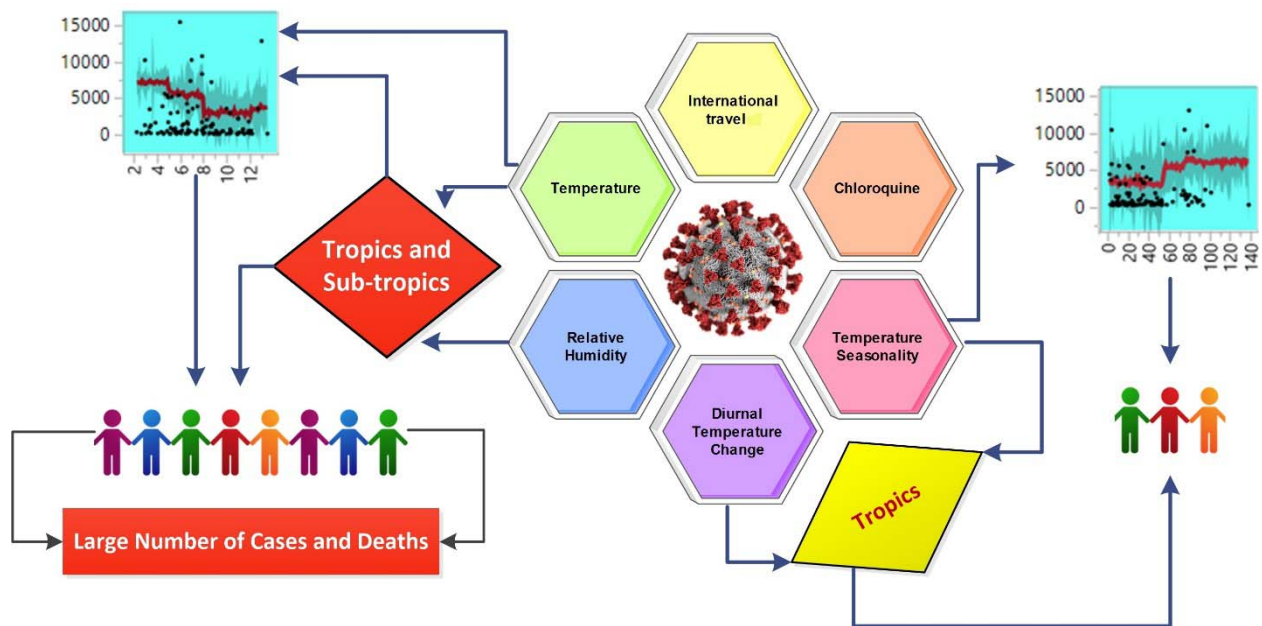 15000
10000
5000
0
2
4
6
8
10
12
International
travel
Temperature
Chloroquine
15000
10000
5000
0
0
20
40
60
80
100
120
140
Tropics and
Sub-tropics
Relative
Humidity
Temperature
Seasonality
Diurnal
Temperature
Change
Tropics
Large Number of Cases and Deaths